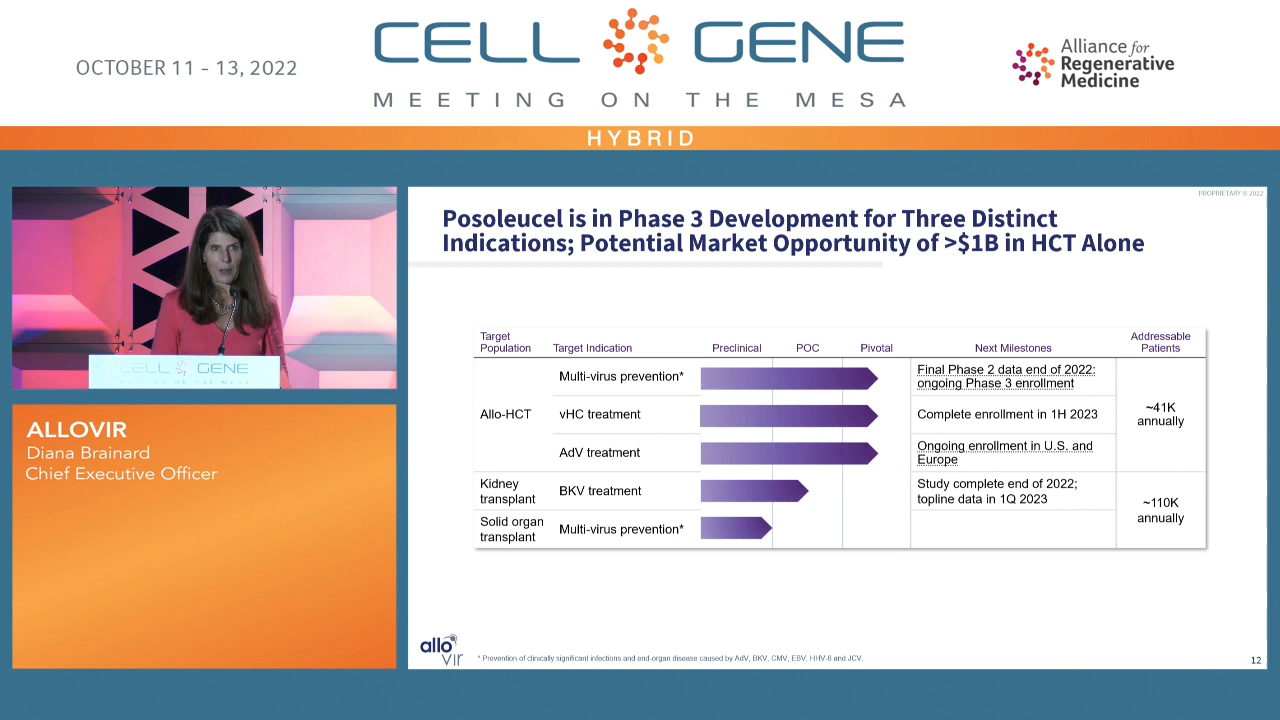 OCTOBER 11 - 13, 2022
CELL GENE
MEETING ON THE MESA
Alliance for
Regenerative
Medicine
HYBRID
CELL GENE
MEETING ON THE MESA
ALLOVIR
Diana Brainard
Chief Executive Officer
PROPRIETARY © 2022
Posoleucel is in Phase 3 Development for Three Distinct
Indications; Potential Market Opportunity of >$1B in HCT Alone
Target
Population
Target Indication
Preclinical
POC
Pivotal
Next Milestones
Addressable
Patients
Allo-HCT
Multi-virus prevention*
Final Phase 2 data end of 2022;
ongoing Phase 3 enrollment
vHC treatment
Complete enrollment in 1H 2023
AdV treatment
Ongoing enrollment in U.S. and
Europe
~41K
annually
Kidney
transplant
BKV treatment
Study complete end of 2022;
topline data in 1Q 2023
Solid organ
transplant
Multi-virus prevention*
~110K
annually
allo
vir
* Prevention of clinically significant infections and end-organ disease caused by AdV, BKV, CMV, EBV, HHV-6 and JCV.
12